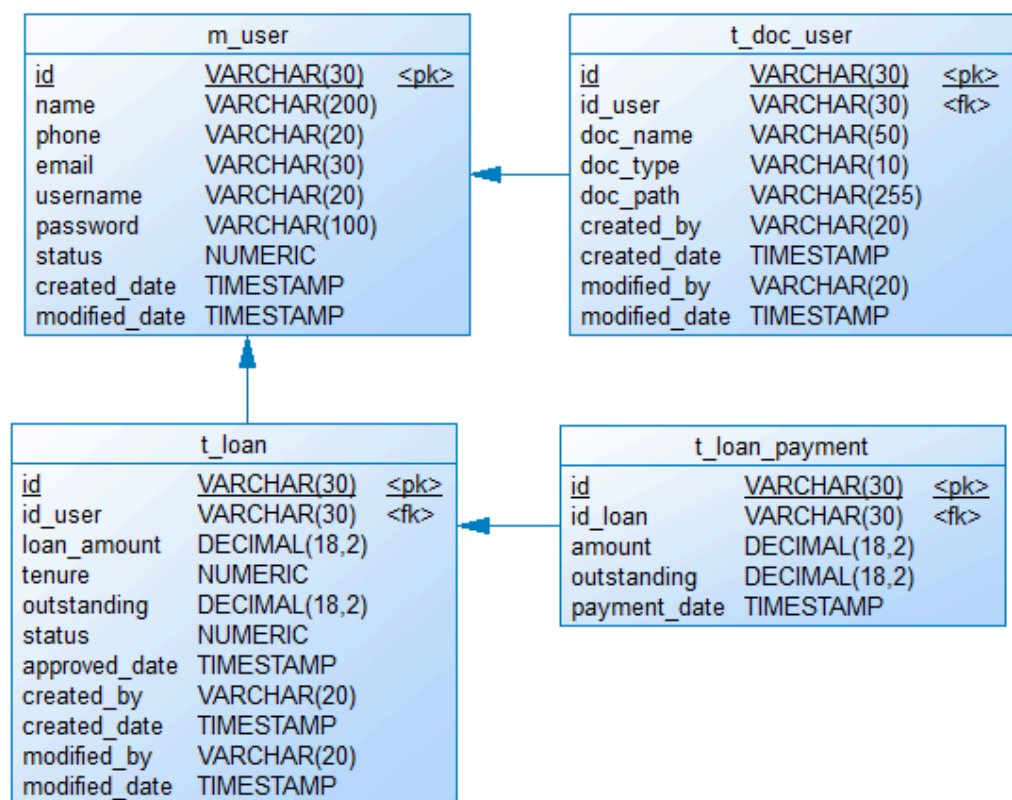 m_user
id VARCHAR(30) <pk>
name VARCHAR(200)
phone VARCHAR(20)
email VARCHAR(30)
username VARCHAR(20)
password VARCHAR(100)
status NUMERIC
created_date TIMESTAMP
modified_date TIMESTAMP
t_doc_user
id VARCHAR(30) <pk>
id_user VARCHAR(30) <fk>
doc_name VARCHAR(50)
doc_type VARCHAR(10)
doc_path VARCHAR(255)
created_by VARCHAR(20)
created_date TIMESTAMP
modified_by VARCHAR(20)
modified_date TIMESTAMP
t_loan
id VARCHAR(30) <pk>
id_user VARCHAR(30) <fk>
loan_amount DECIMAL(18,2)
tenure NUMERIC
outstanding DECIMAL(18,2)
status NUMERIC
approved_date TIMESTAMP
created_by VARCHAR(20)
created_date TIMESTAMP
modified_by VARCHAR(20)
modified_date TIMESTAMP
t_loan_payment
id VARCHAR(30) <pk>
id_loan VARCHAR(30) <fk>
amount DECIMAL(18,2)
outstanding DECIMAL(18,2)
payment_date TIMESTAMP